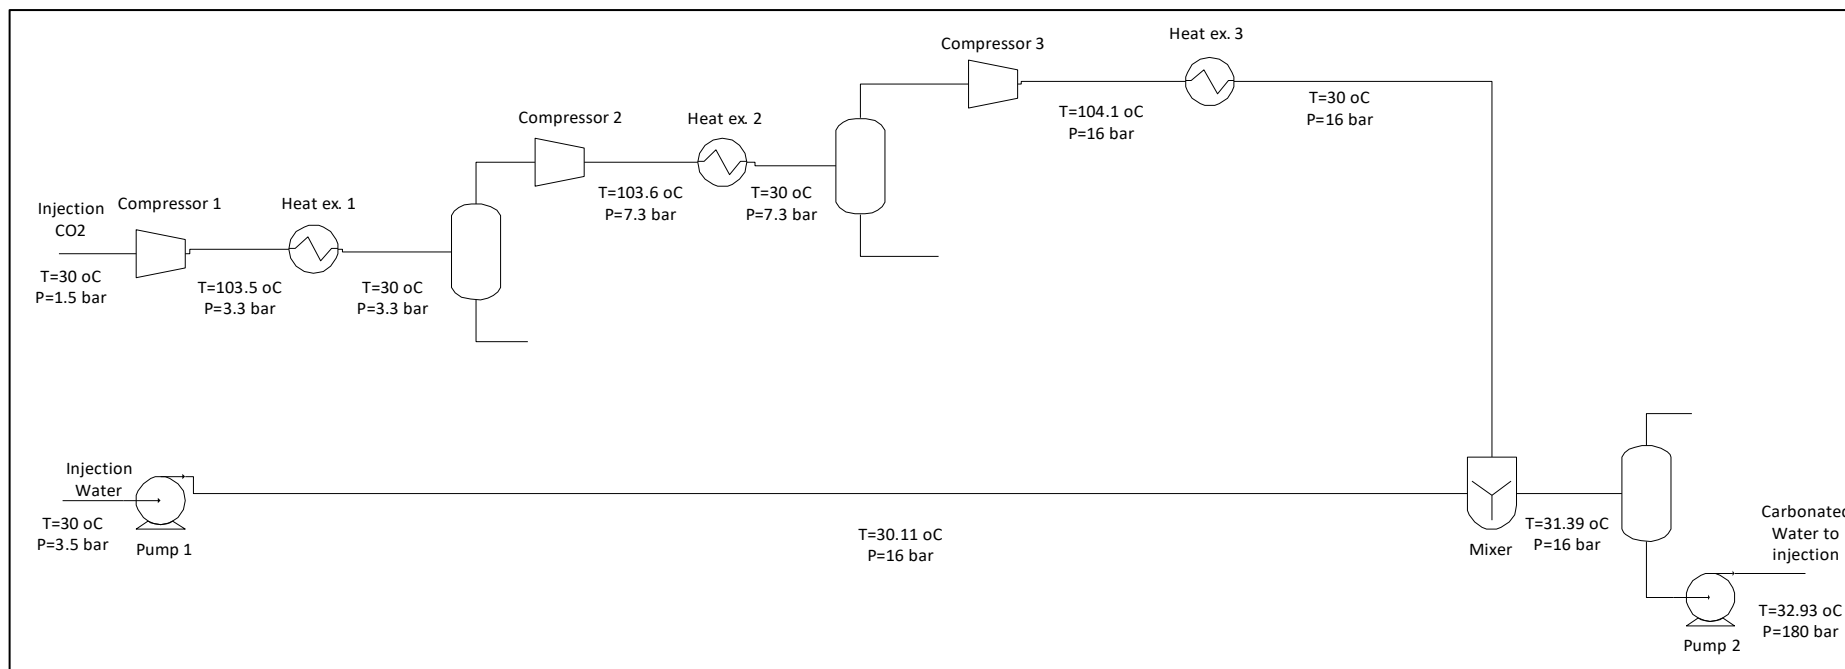 Compressor 3
Heat ex. 3
T=104.1 oC
P=16 bar
T=30 oC
P=16 bar
Compressor 2
Heat ex. 2
T=103.6 oC
P=7.3 bar
T=30 oC
P=7.3 bar
Injection
CO2
Compressor 1
Heat ex. 1
T=30 oC
P=1.5 bar
T=103.5 oC
P=3.3 bar
T=30 oC
P=3.3 bar
Injection
Water
T=30 oC
P=3.5 bar
Pump 1
T=30.11 oC
P=16 bar
Mixer
T=31.39 oC
P=16 bar
Carbonated
Water to
injection
T=32.93 oC
P=180 bar
Pump 2